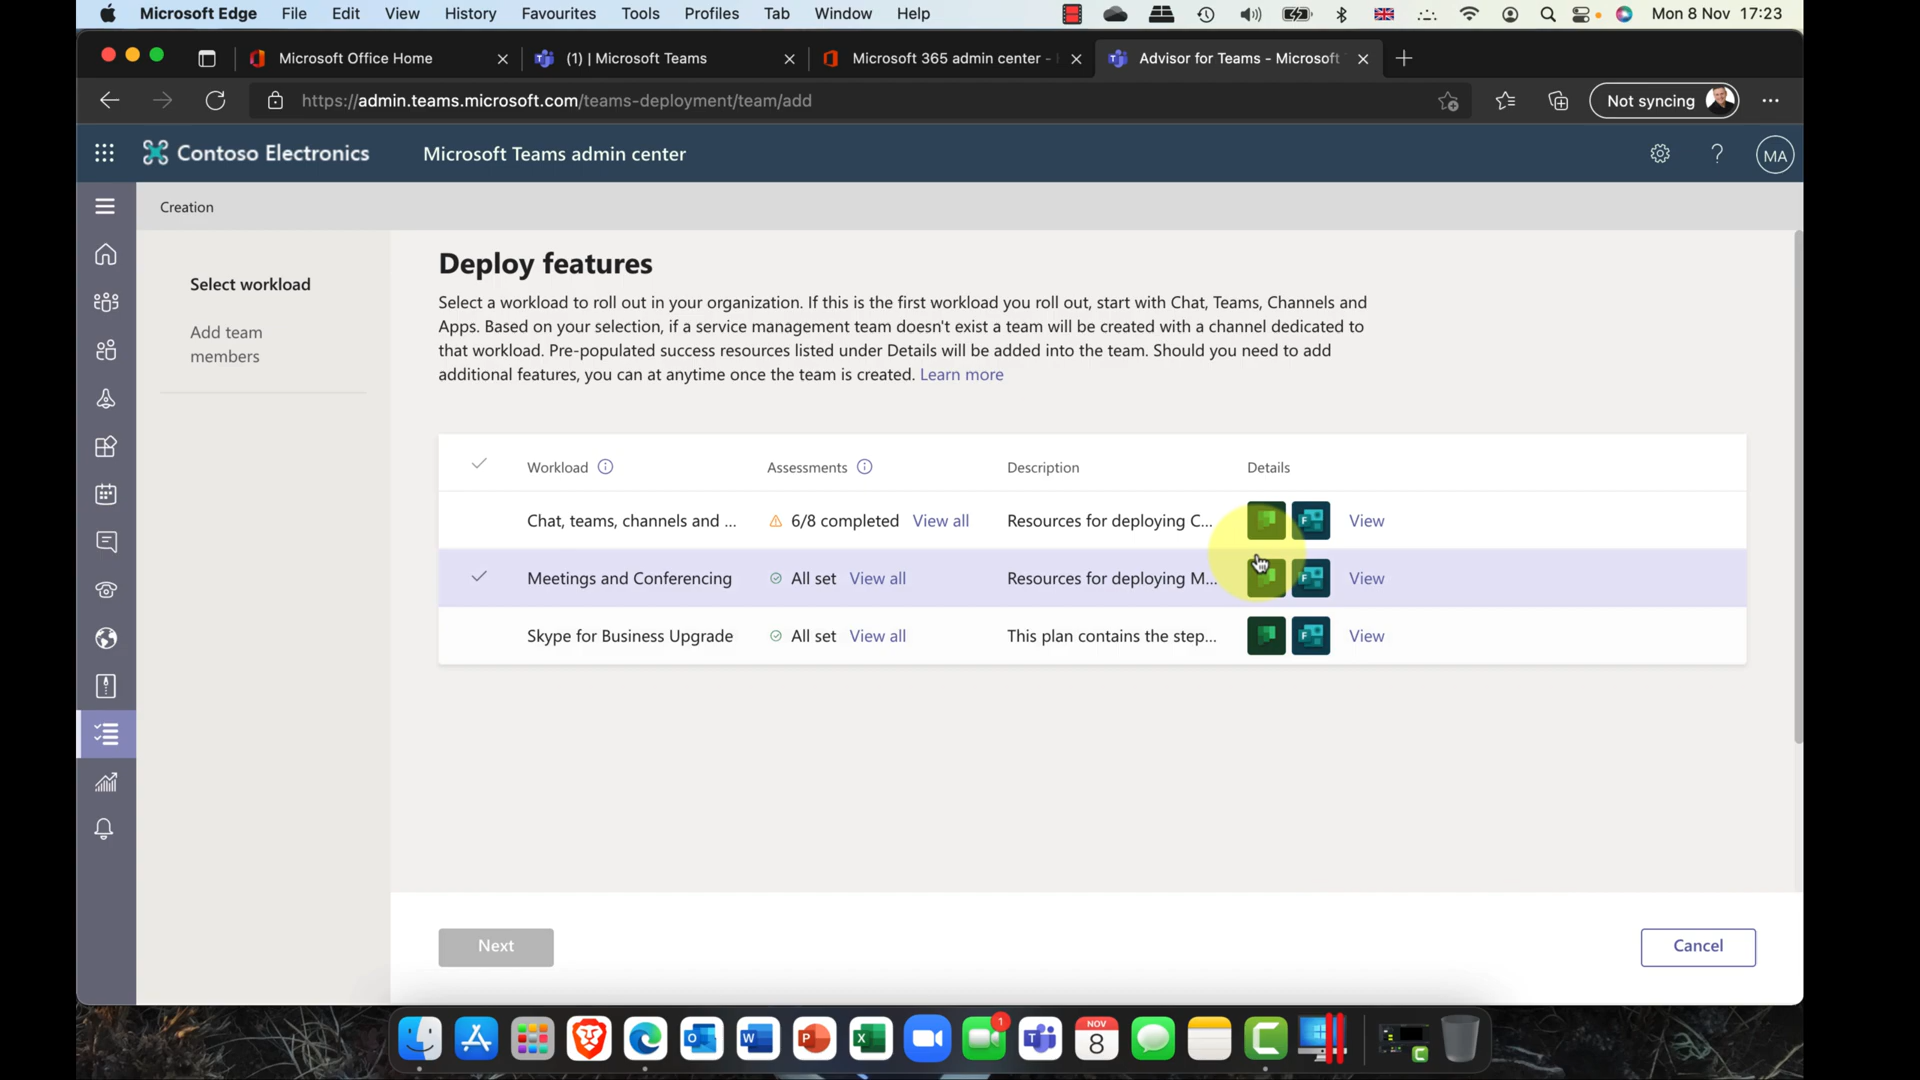 Microsoft Edge File Edit View History Favourites Tools Profiles Tab Window Help Mon 8 Nov 17:23
Microsoft Office Home (1) | Microsoft Teams Microsoft 365 admin center - Advisor for Teams - Microsoft
https://admin.teams.microsoft.com/teams-deployment/team/add Not syncing
Contoso Electronics Microsoft Teams admin center ? MA
Creation
Select workload
Add team
members
Deploy features
Select a workload to roll out in your organization. If this is the first workload you roll out, start with Chat, Teams, Channels and
Apps. Based on your selection, if a service management team doesn't exist a team will be created with a channel dedicated to
that workload. Pre-populated success resources listed under Details will be added into the team. Should you need to add
additional features, you can at anytime once the team is created. Learn more
Workload Assessments Description Details
Chat, teams, channels and ... 6/8 completed View all Resources for deploying C... View
Meetings and Conferencing All set View all Resources for deploying M... View
Skype for Business Upgrade All set View all This plan contains the step... View
Next Cancel
NOV
8
1